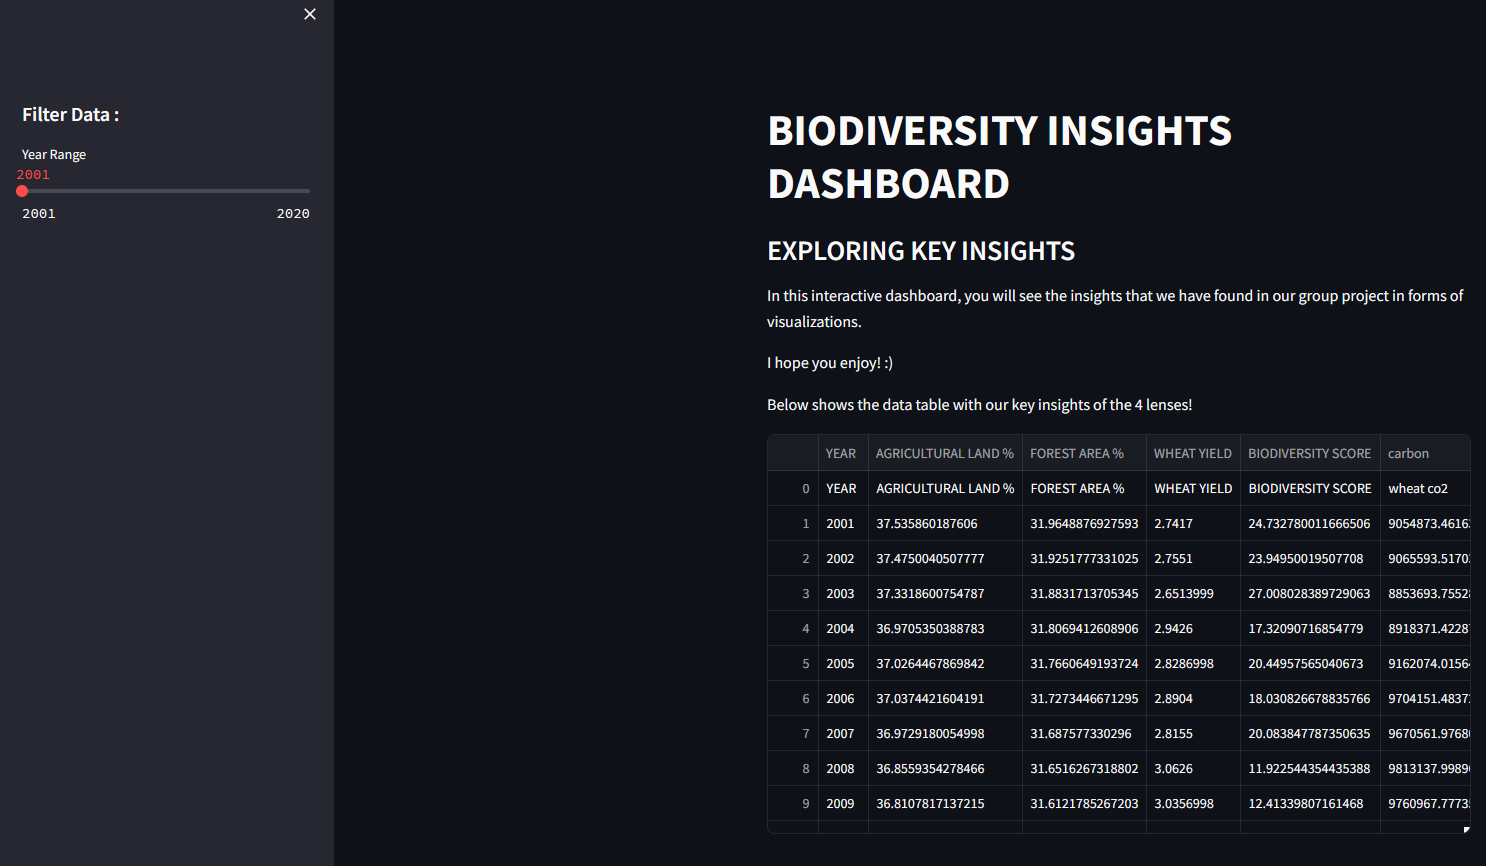 Filter Data :
Year Range
2001
2001 2020
BIODIVERSITY INSIGHTS
DASHBOARD
EXPLORING KEY INSIGHTS
In this interactive dashboard, you will see the insights that we have found in our group project in forms of
visualizations.
I hope you enjoy! :)
Below shows the data table with our key insights of the 4 lenses!
YEAR AGRICULTURAL LAND % FOREST AREA % WHEAT YIELD BIODIVERSITY SCORE carbon
0 YEAR AGRICULTURAL LAND % FOREST AREA % WHEAT YIELD BIODIVERSITY SCORE wheat co2
1 2001 37.535860187606 31.9648876927593 2.7417 24.732780011666506 9054873.4616
2 2002 37.4750040507777 31.9251777331025 2.7551 23.94950019507708 9065593.5170
3 2003 37.3318600754787 31.8831713705345 2.6513999 27.008028389729063 8853693.7552
4 2004 36.9705350388783 31.8069412608906 2.9426 17.32090716854779 8918371.4228
5 2005 37.0264467869842 31.7660649193724 2.8286998 20.44957565040673 9162074.0156
6 2006 37.0374421604191 31.7273446671295 2.8904 18.030826678835766 9704151.4837
7 2007 36.9729180054998 31.687577330296 2.8155 20.083847787350635 9670561.9768
8 2008 36.8559354278466 31.6516267318802 3.0626 11.922544354435388 9813137.9989
9 2009 36.8107817137215 31.6121785267203 3.0356998 12.41339807161468 9760967.7773